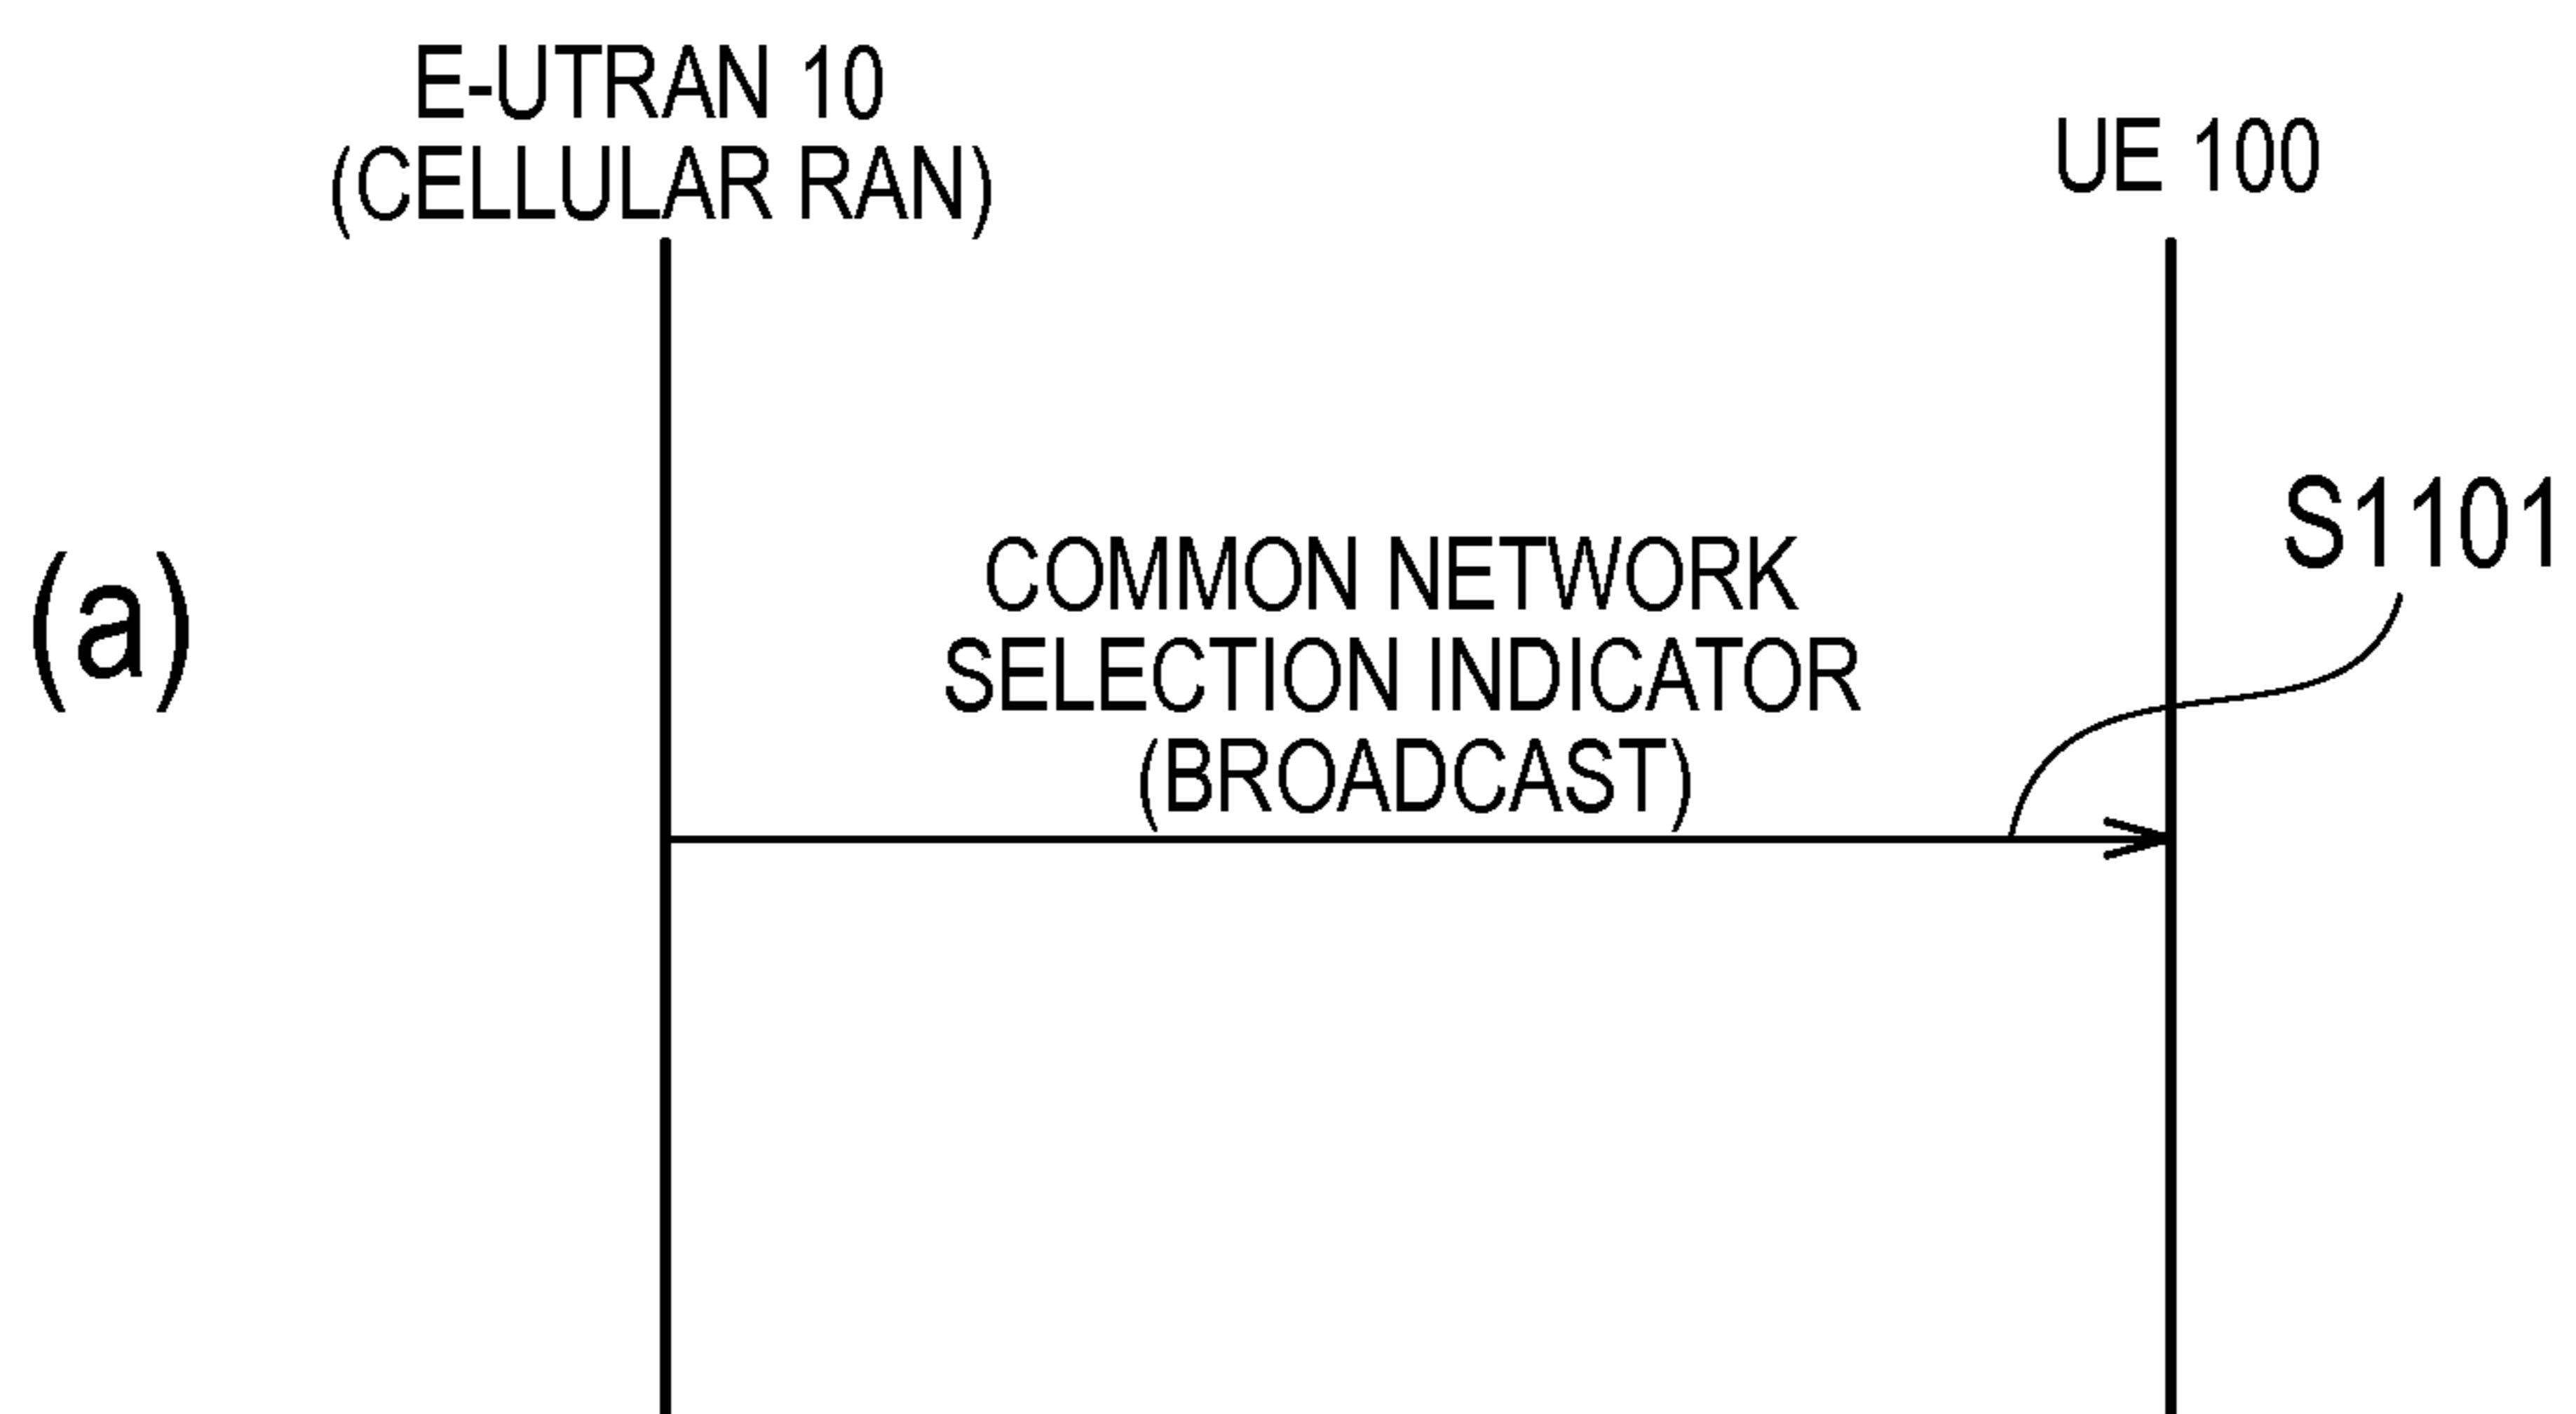 E-UTRAN 10
(CELLULAR RAN)
UE 100
S1101
(a)
COMMON NETWORK
SELECTION INDICATOR
(BROADCAST)